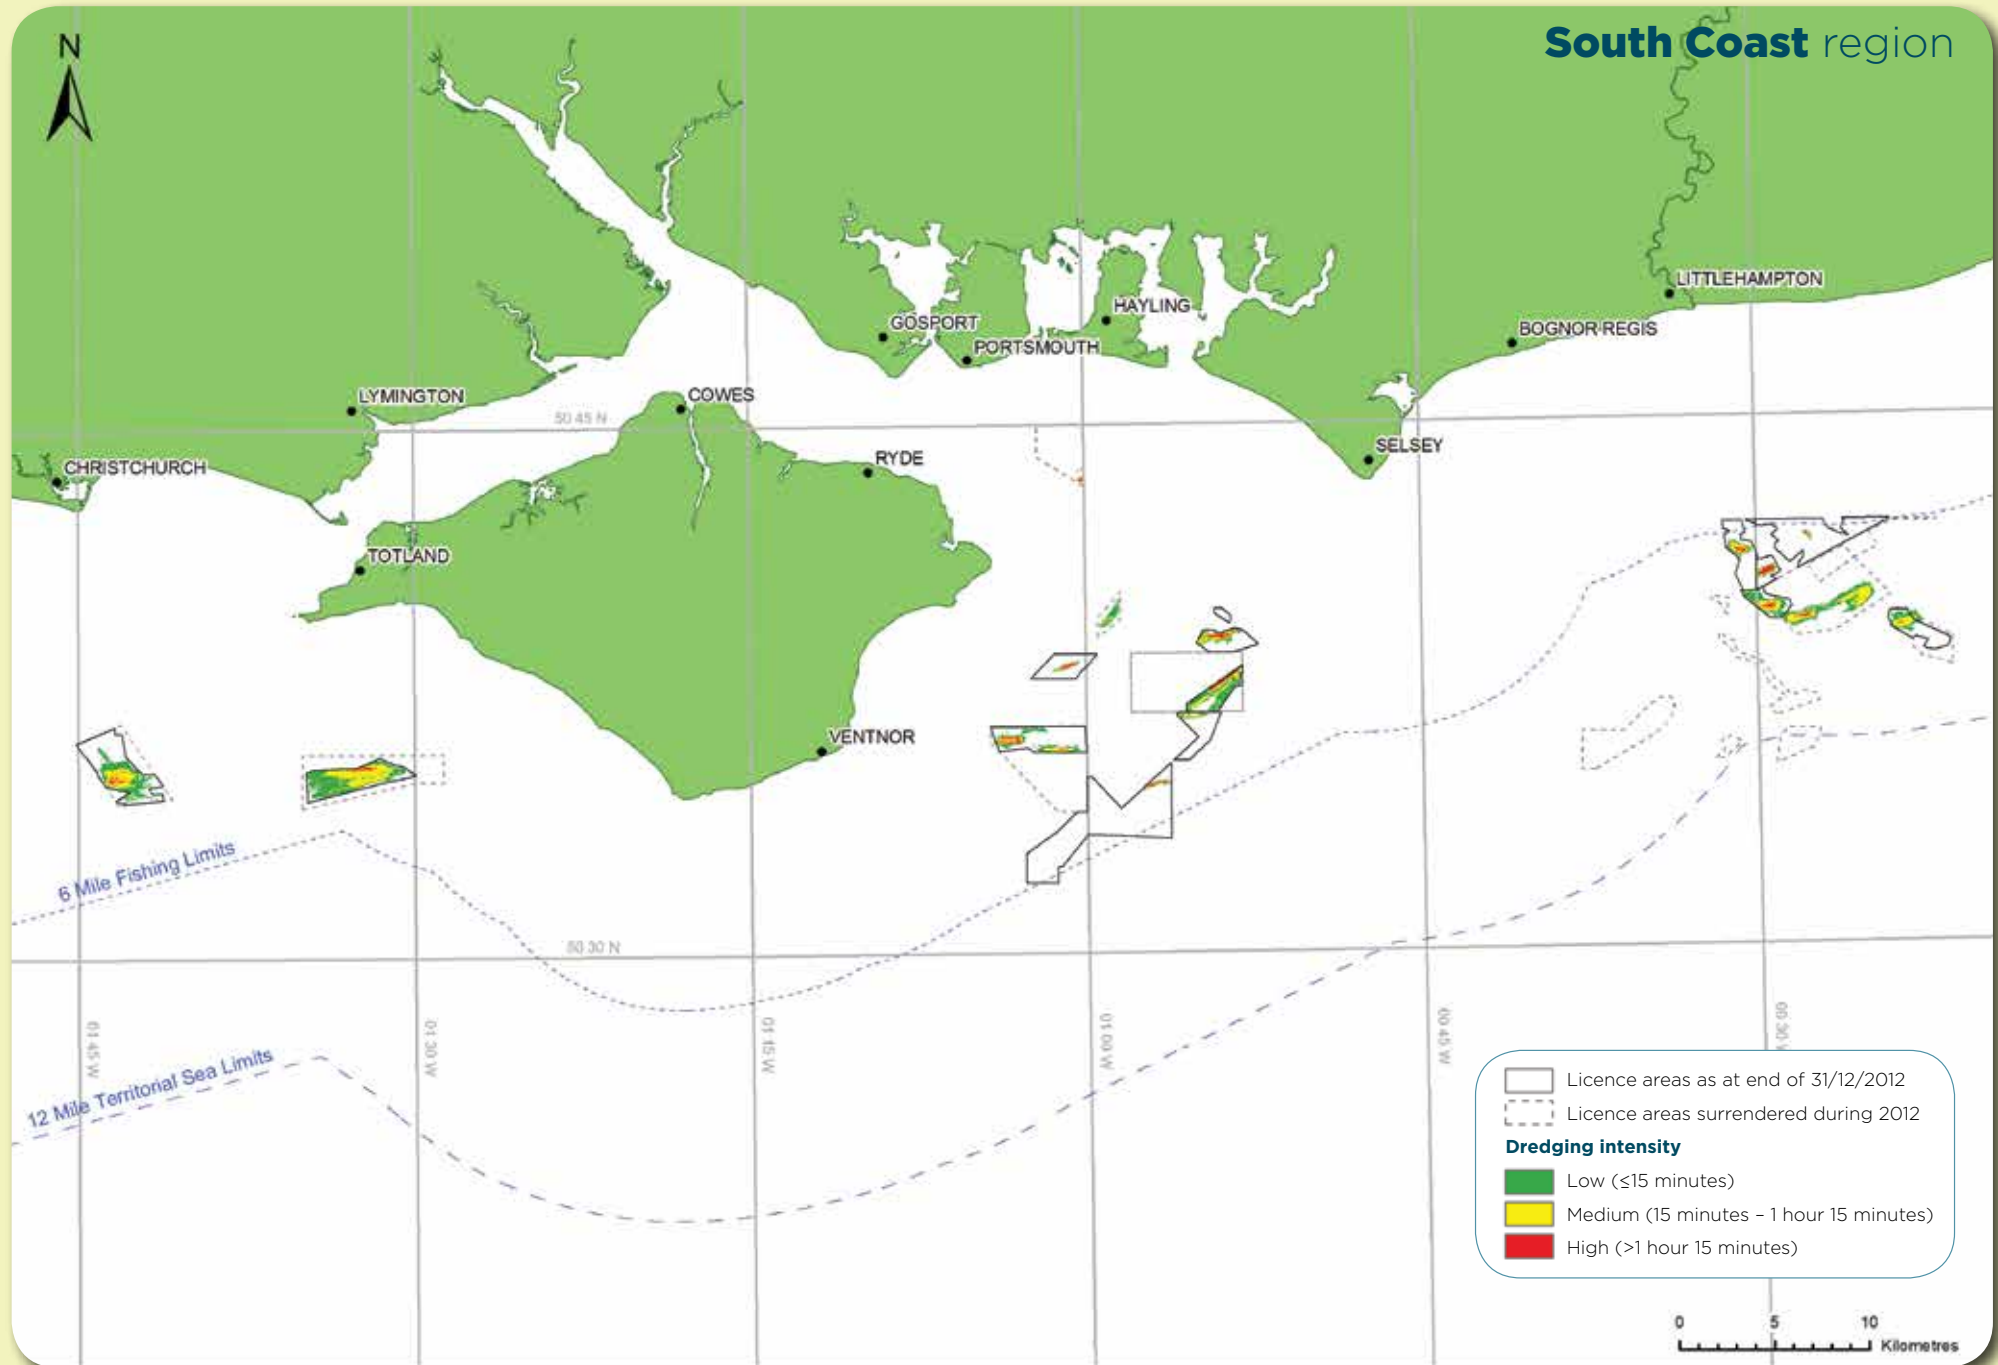 South Coast region
N
LITTLEHAMPTON
HAYLING
GOSPORT
BOGNOR REGIS
PORTSMOUTH
LYMINGTON
COWES
50 45 N
SELSEY
RYDE
CHRISTCHURCH
TOTLAND
VENTNOR
6 Mile Fishing Limits
50 30 N
01 45 W
01 30 W
01 15 W
01 00 W
00 45 W
00 30 W
12 Mile Territorial Sea Limits
Licence areas as at end of 31/12/2012
Licence areas surrendered during 2012
Dredging intensity
Low (≤15 minutes)
Medium (15 minutes – 1 hour 15 minutes)
High (>1 hour 15 minutes)
0 5 10
Kilometres